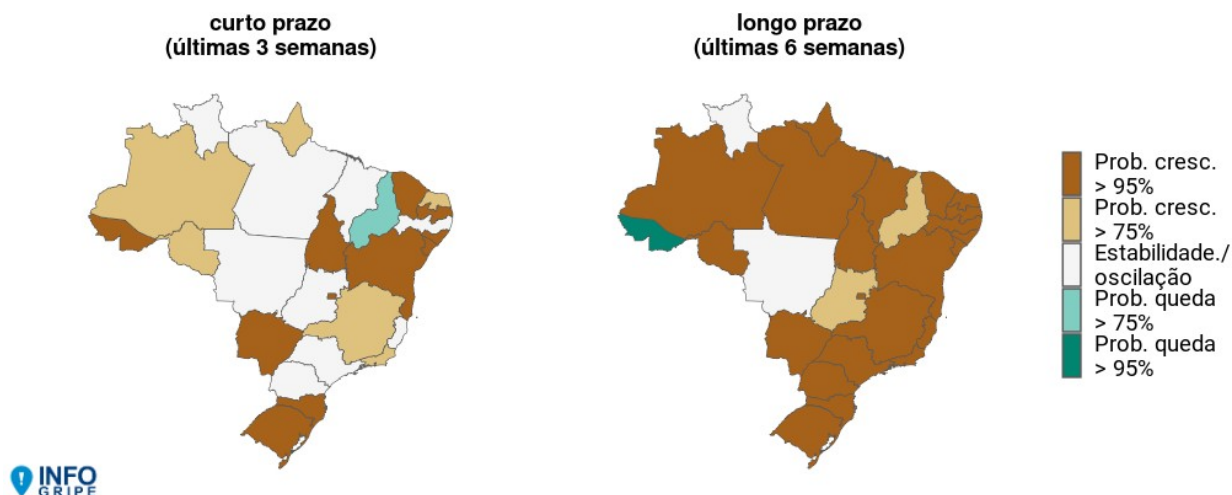 curto prazo
(últimas 3 semanas)
longo prazo
(últimas 6 semanas)
Prob. cresc.
> 95%
Prob. cresc.
> 75%
Estabilidade./
oscilação
Prob. queda
> 75%
Prob. queda
> 95%
INFO
GRIPE